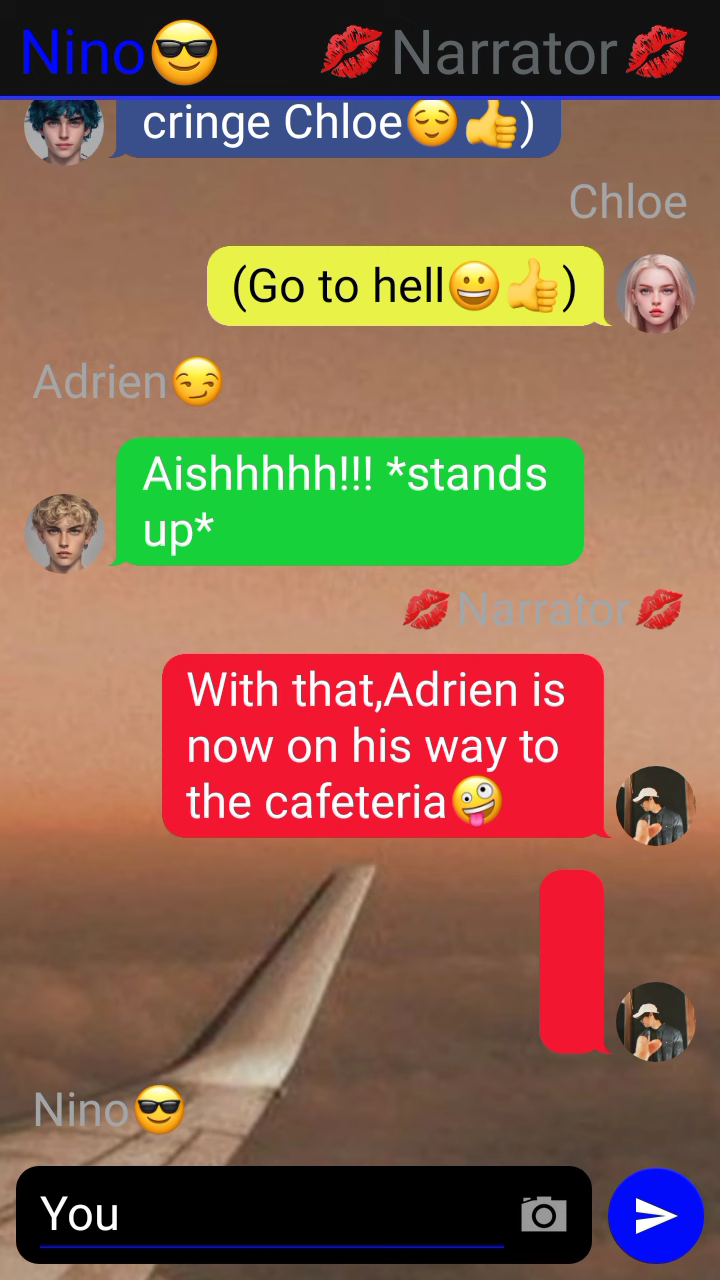 Nino😎 💋Narrator💋
cringe Chloe😌👍)
Chloe
(Go to hell😀👍)
Adrien😏
Aishhhhh!!! *stands
up*
💋Narrator💋
With that,Adrien is
now on his way to
the cafeteria🤪
Nino😎
You